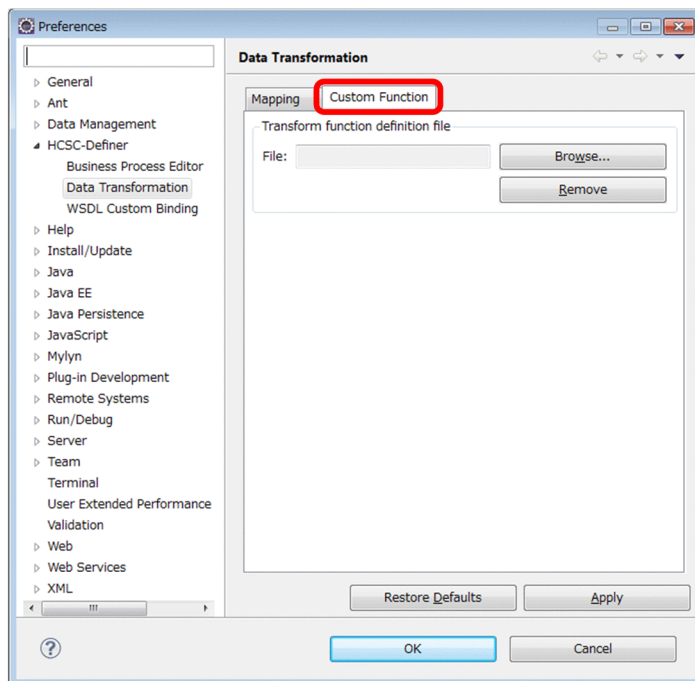 Preferences
Data Transformation
General
Ant
Data Management
HCSC-Definer
Business Process Editor
Data Transformation
WSDL Custom Binding
Help
Install/Update
Java
Java EE
Java Persistence
JavaScript
Mylyn
Plug-in Development
Remote Systems
Run/Debug
Server
Team
Terminal
User Extended Performance
Validation
Web
Web Services
XML
Mapping
Custom Function
Transform function definition file
File:
Browse...
Remove
Restore Defaults
Apply
?
OK
Cancel